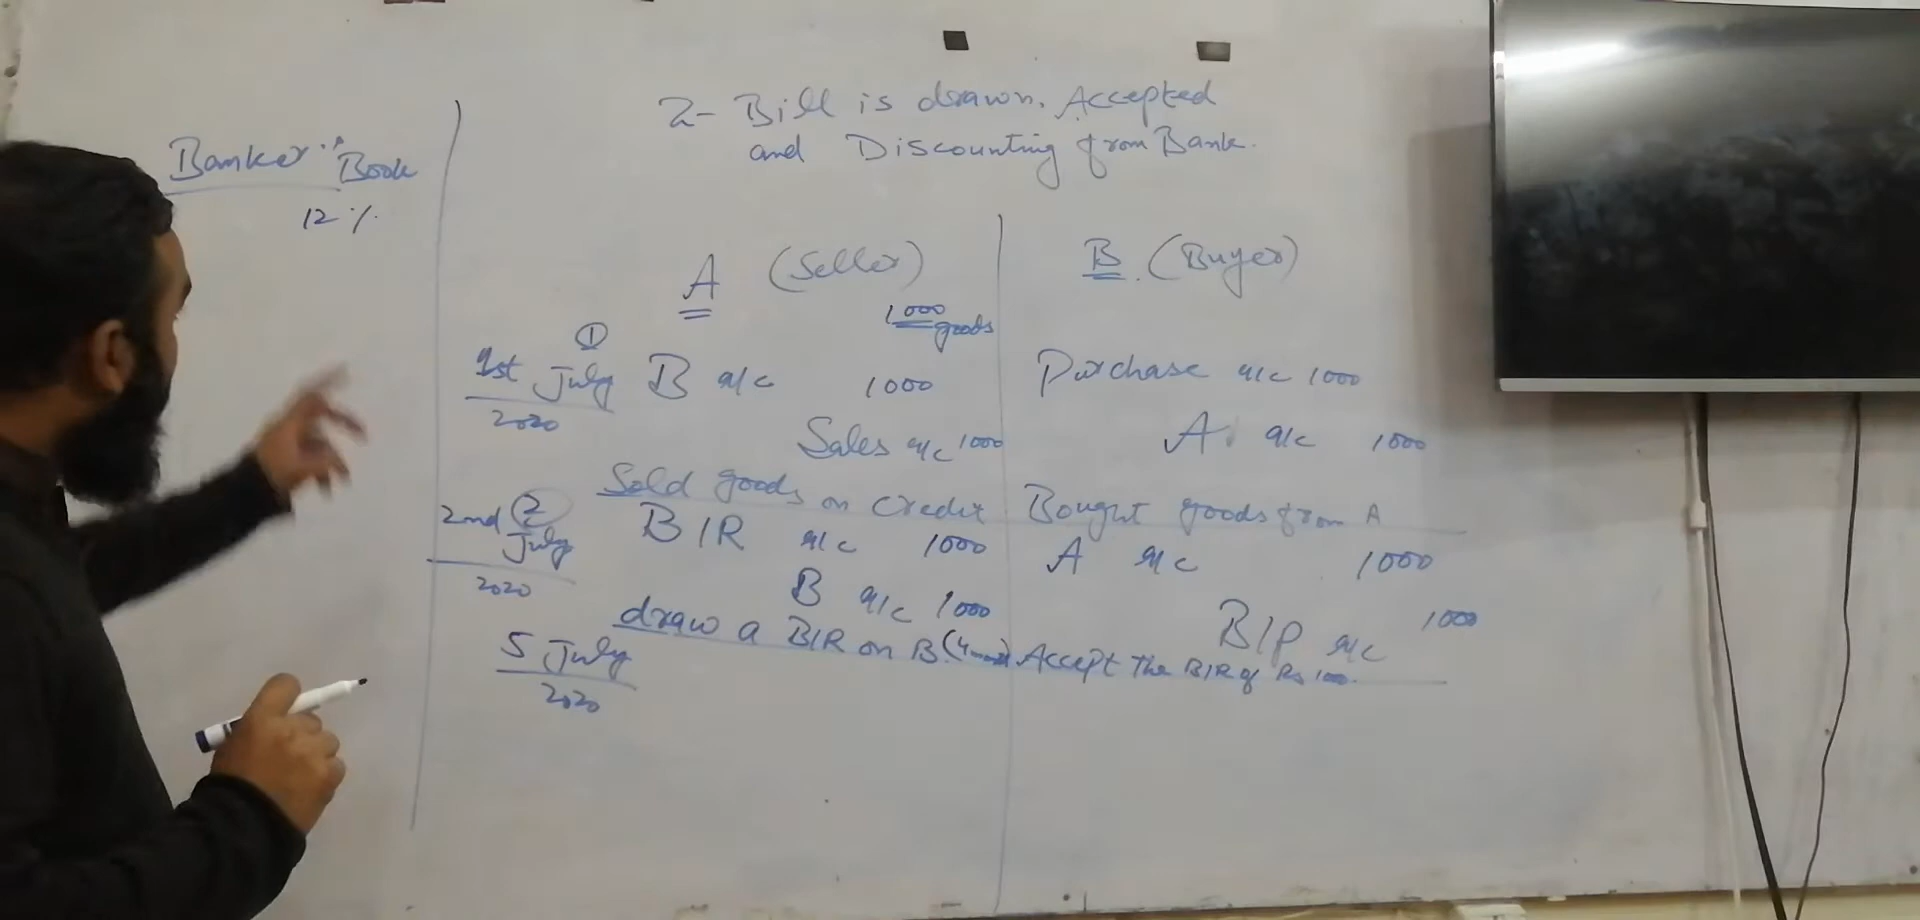 2- Bill is drawn. Accepted
and Discounting from Bank.
Banker's Book
12 %
A (Seller)
1000
goods
①
1st July
2020
B a/c 1000
Sales a/c 1000
Sold goods on credit
2nd ②
July
2020
B/R a/c 1000
B a/c 1000
draw a B/R on B.
5 July
2020
B. (Buyer)
Purchase a/c 1000
A. a/c 1000
Bought goods from A
A a/c 1000
B/P a/c 1000
Accept The B/R of Rs